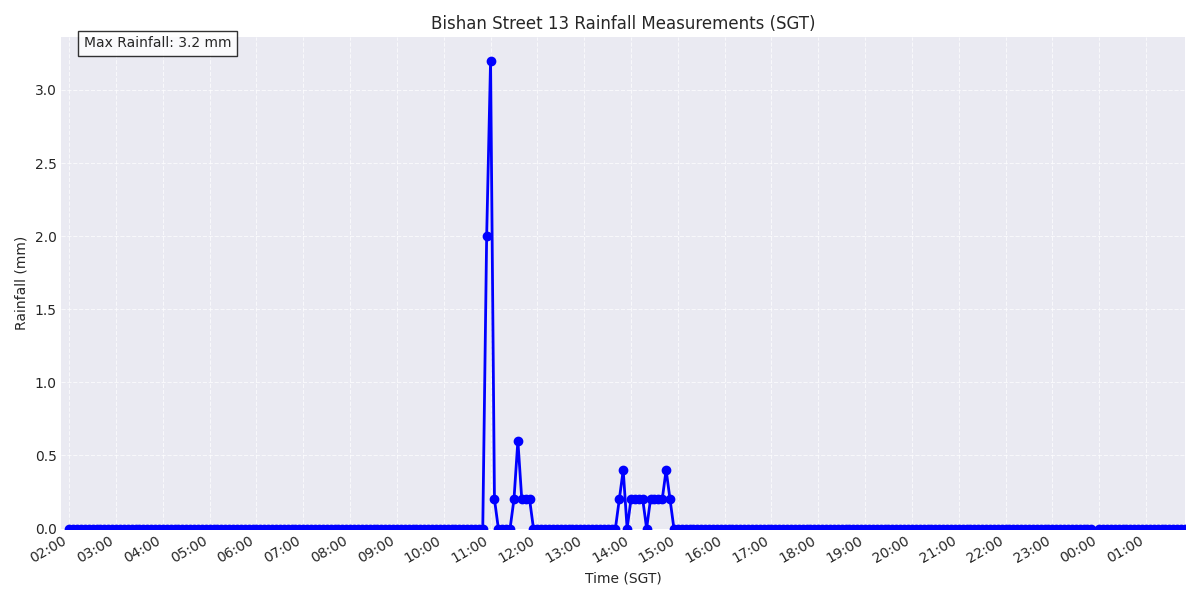 Bishan Street 13 Rainfall Measurements (SGT)
Max Rainfall: 3.2 mm
Rainfall (mm)
3.0
2.5
2.0
1.5
1.0
0.5
0.0
02:00 03:00 04:00 05:00 06:00 07:00 08:00 09:00 10:00 11:00 12:00 13:00 14:00 15:00 16:00 17:00 18:00 19:00 20:00 21:00 22:00 23:00 00:00 01:00
Time (SGT)